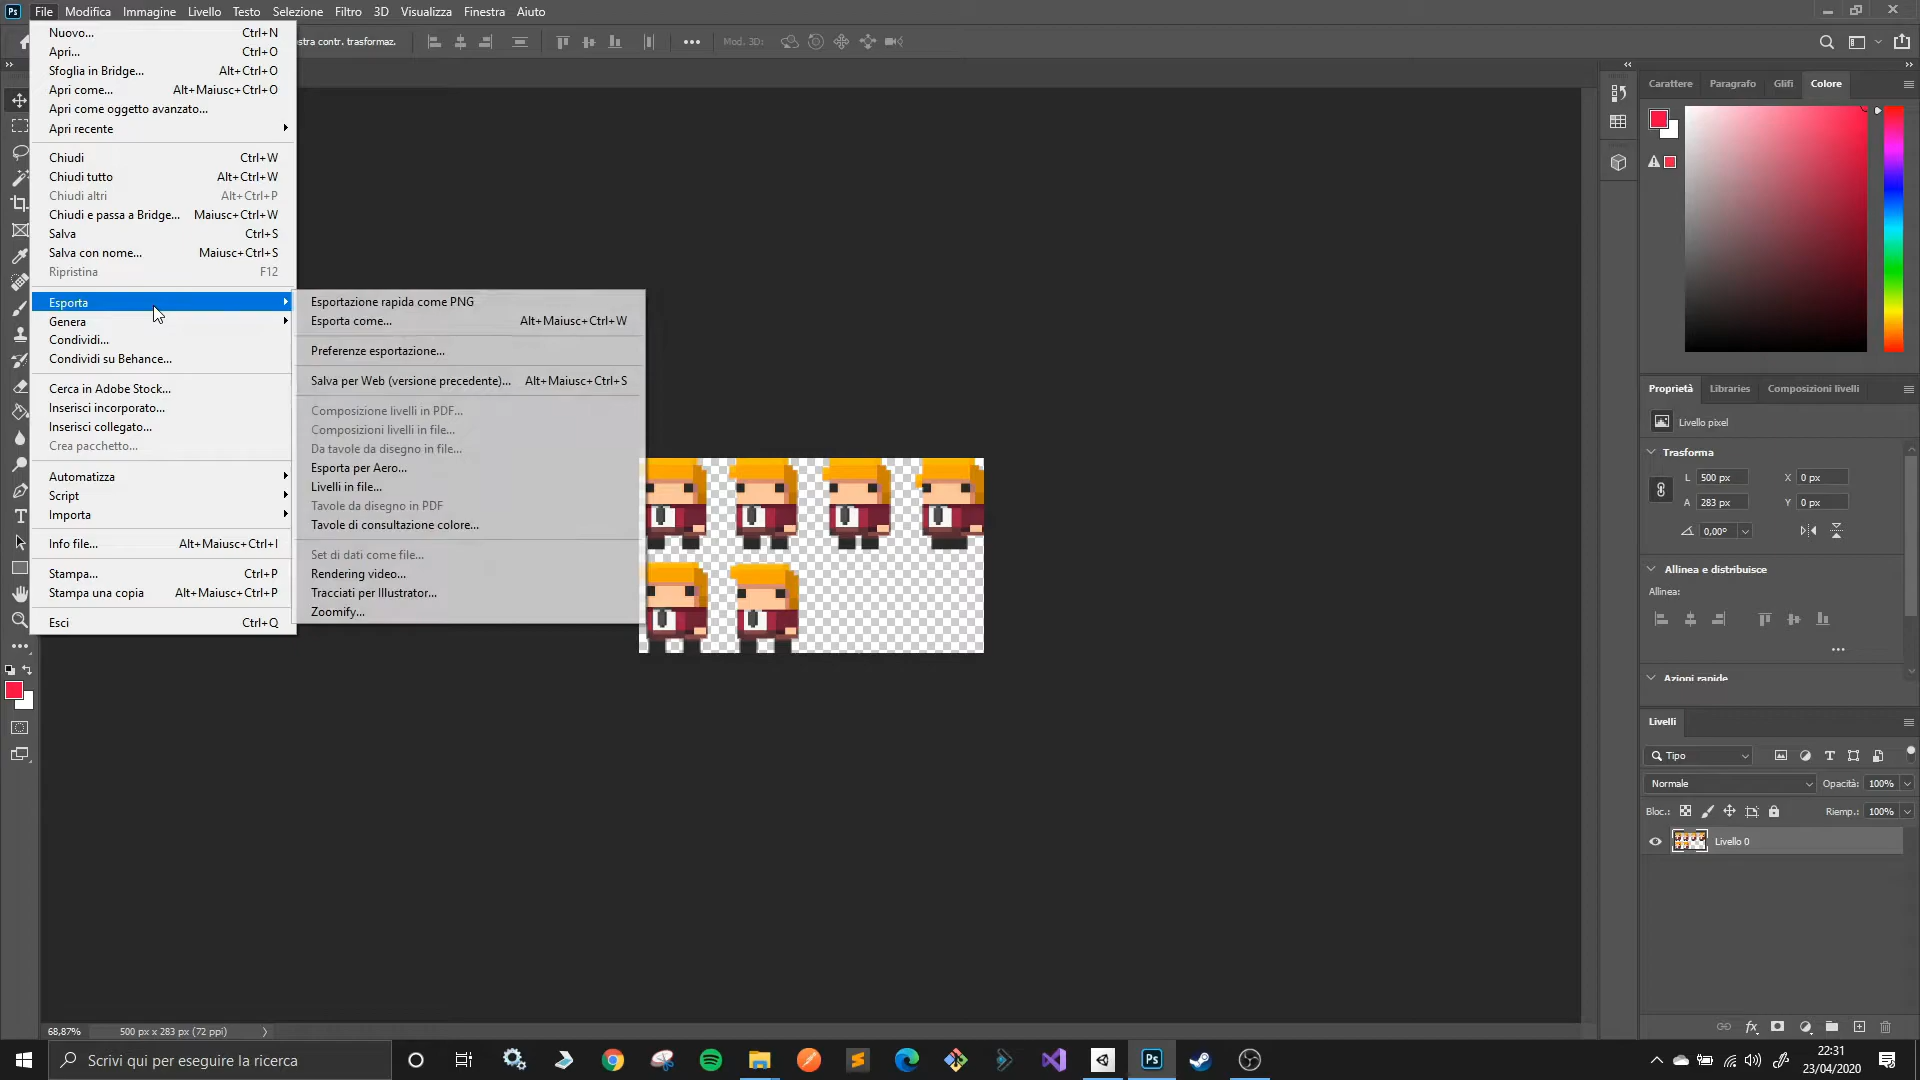 Ps File Modifica Immagine Livello Testo Selezione Filtro 3D Visualizza Finestra Aiuto
ostra contr. trasformaz.
Mod. 3D:
Nuovo... Ctrl+N
Apri... Ctrl+O
Sfoglia in Bridge... Alt+Ctrl+O
Apri come... Alt+Maiusc+Ctrl+O
Apri come oggetto avanzato...
Apri recente
Chiudi Ctrl+W
Chiudi tutto Alt+Ctrl+W
Chiudi altri Alt+Ctrl+P
Chiudi e passa a Bridge... Maiusc+Ctrl+W
Salva Ctrl+S
Salva con nome... Maiusc+Ctrl+S
Ripristina F12
Esporta
Genera
Condividi...
Condividi su Behance...
Cerca in Adobe Stock...
Inserisci incorporato...
Inserisci collegato...
Crea pacchetto...
Automatizza
Script
Importa
Info file... Alt+Maiusc+Ctrl+I
Stampa... Ctrl+P
Stampa una copia Alt+Maiusc+Ctrl+P
Esci Ctrl+Q
Esportazione rapida come PNG
Esporta come... Alt+Maiusc+Ctrl+W
Preferenze esportazione...
Salva per Web (versione precedente)... Alt+Maiusc+Ctrl+S
Composizione livelli in PDF...
Composizioni livelli in file...
Da tavole da disegno in file...
Esporta per Aero...
Livelli in file...
Tavole da disegno in PDF
Tavole di consultazione colore...
Set di dati come file...
Rendering video...
Tracciati per Illustrator...
Zoomify...
Carattere Paragrafo Glifi Colore
Proprietà Libraries Composizioni livelli
Livello pixel
Trasforma
L 500 px X 0 px
A 283 px Y 0 px
0,00°
Allinea e distribuisce
Allinea:
Azioni rapide
Livelli
Tipo
Normale Opacità: 100%
Bloc.: Riemp.: 100%
Livello 0
68,87% 500 px x 283 px (72 ppi)
Scrivi qui per eseguire la ricerca
Ps
22:31
23/04/2020